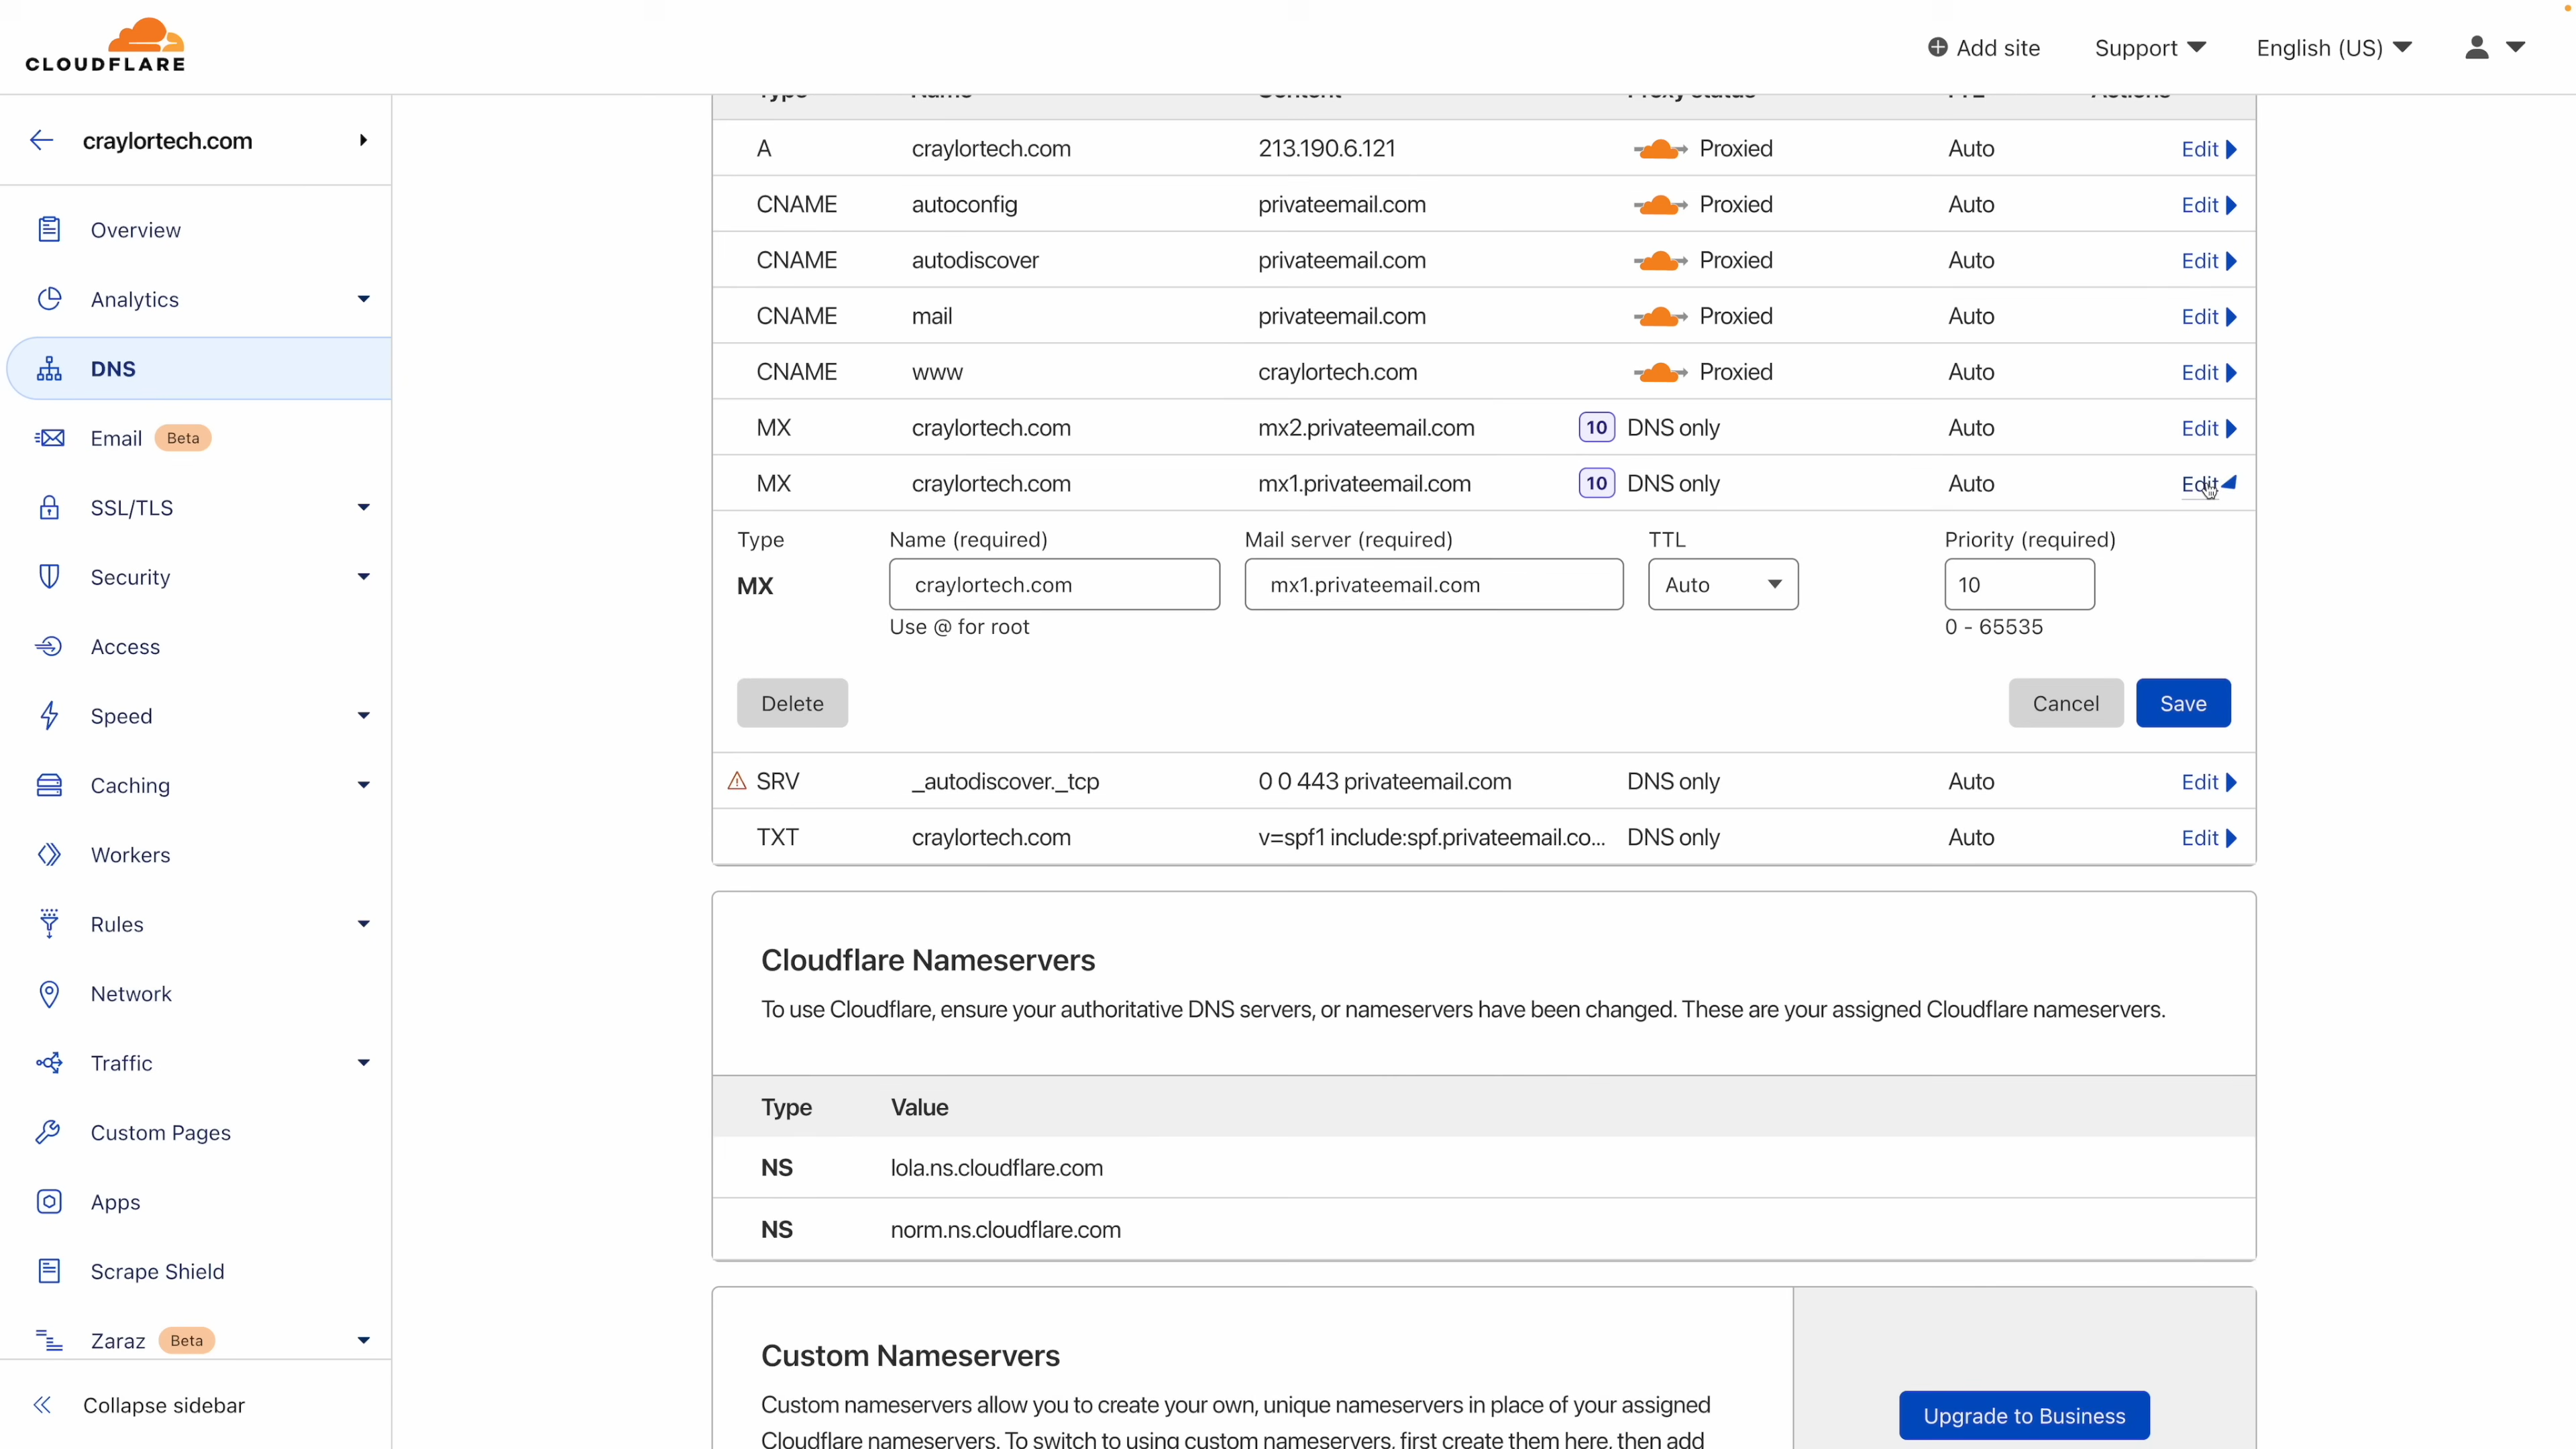 CLOUDFLARE
Add site
Support
English (US)
craylortech.com
Overview
Analytics
DNS
Email Beta
SSL/TLS
Security
Access
Speed
Caching
Workers
Rules
Network
Traffic
Custom Pages
Apps
Scrape Shield
Zaraz Beta
Collapse sidebar
Type Name Content Proxy status TTL Actions
A craylortech.com 213.190.6.121 Proxied Auto Edit
CNAME autoconfig privateemail.com Proxied Auto Edit
CNAME autodiscover privateemail.com Proxied Auto Edit
CNAME mail privateemail.com Proxied Auto Edit
CNAME www craylortech.com Proxied Auto Edit
MX craylortech.com mx2.privateemail.com 10 DNS only Auto Edit
MX craylortech.com mx1.privateemail.com 10 DNS only Auto Edit
Type Name (required) Mail server (required) TTL Priority (required)
MX craylortech.com mx1.privateemail.com Auto 10
Use @ for root 0 - 65535
Delete Cancel Save
SRV _autodiscover._tcp 0 0 443 privateemail.com DNS only Auto Edit
TXT craylortech.com v=spf1 include:spf.privateemail.co... DNS only Auto Edit
Cloudflare Nameservers
To use Cloudflare, ensure your authoritative DNS servers, or nameservers have been changed. These are your assigned Cloudflare nameservers.
Type Value
NS lola.ns.cloudflare.com
NS norm.ns.cloudflare.com
Custom Nameservers
Custom nameservers allow you to create your own, unique nameservers in place of your assigned
Cloudflare nameservers. To switch to using custom nameservers, first create them here, then add
Upgrade to Business